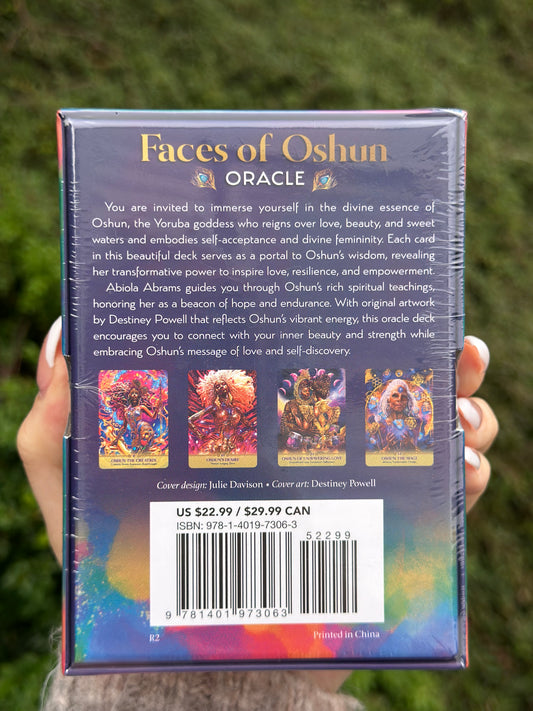 Faces of Oshun
ORACLE
You are invited to immerse yourself in the divine essence of
Oshun, the Yoruba goddess who reigns over love, beauty, and sweet
waters and embodies self-acceptance and divine femininity. Each card
in this beautiful deck serves as a portal to Oshun's wisdom, revealing
her transformative power to inspire love, resilience, and empowerment.
Abiola Abrams guides you through Oshun's rich spiritual teachings,
honoring her as a beacon of hope and endurance. With original artwork
by Destiney Powell that reflects Oshun's vibrant energy, this oracle deck
encourages you to connect with your inner beauty and strength while
embracing Oshun's message of love and self-discovery.
OSHUN THE CREATRIX
OSHUN'S DESIRE
OSHUN OF UNWAVERING LOVE
OSHUN THE SAGE
Cover design: Julie Davison • Cover art: Destiney Powell
US $22.99 / $29.99 CAN
ISBN: 978-1-4019-7306-3
52299
9 781401 973063
R2
Printed in China